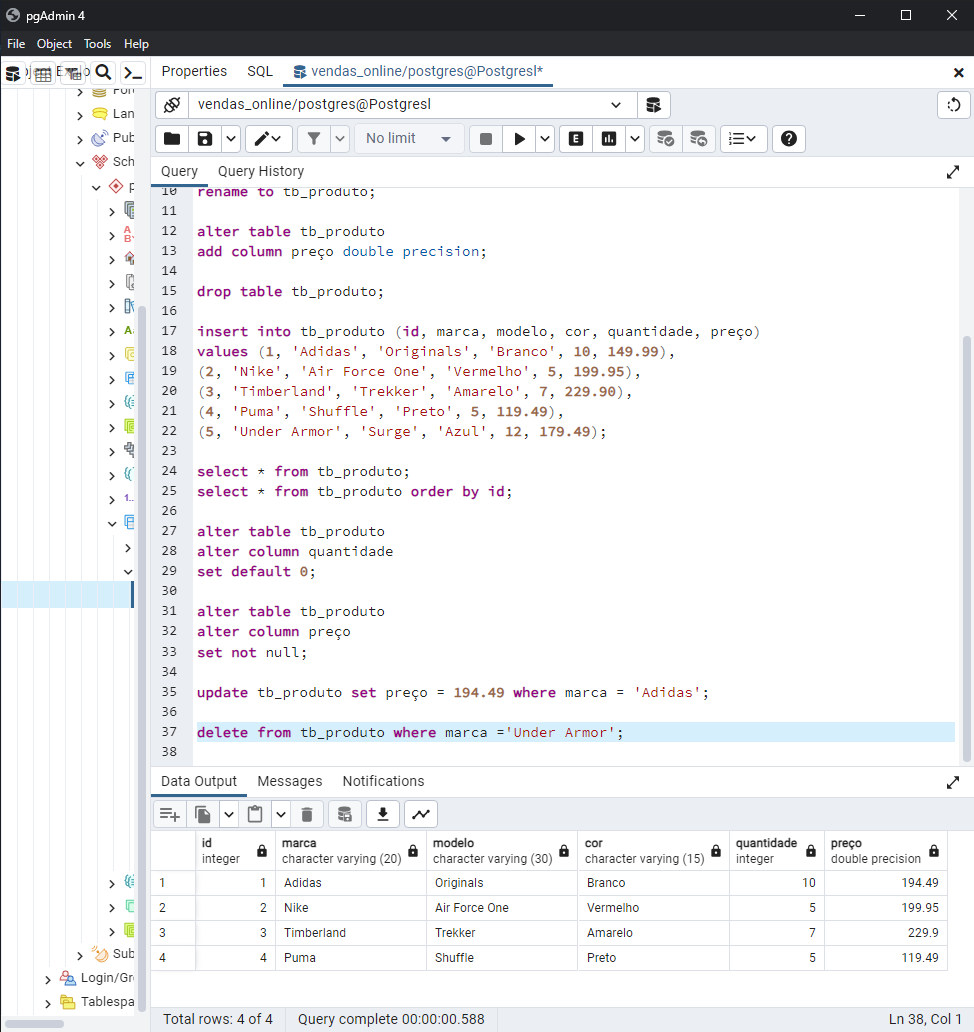 pgAdmin 4
File Object Tools Help
Properties SQL vendas_online/postgres@Postgresl*
vendas_online/postgres@Postgresl
No limit
E
Query Query History
Lan
Pub
Sch
10 rename to tb_produto;
11
12 alter table tb_produto
13 add column preço double precision;
14
15 drop table tb_produto;
16
17 insert into tb_produto (id, marca, modelo, cor, quantidade, preço)
18 values (1, 'Adidas', 'Originals', 'Branco', 10, 149.99),
19 (2, 'Nike', 'Air Force One', 'Vermelho', 5, 199.95),
20 (3, 'Timberland', 'Trekker', 'Amarelo', 7, 229.90),
21 (4, 'Puma', 'Shuffle', 'Preto', 5, 119.49),
22 (5, 'Under Armor', 'Surge', 'Azul', 12, 179.49);
23
24 select * from tb_produto;
25 select * from tb_produto order by id;
26
27 alter table tb_produto
28 alter column quantidade
29 set default 0;
30
31 alter table tb_produto
32 alter column preço
33 set not null;
34
35 update tb_produto set preço = 194.49 where marca = 'Adidas';
36
37 delete from tb_produto where marca ='Under Armor';
38
Sub
Login/Gr
Tablespa
Data Output Messages Notifications
id marca modelo cor quantidade preço
integer character varying (20) character varying (30) character varying (15) integer double precision
1 1 Adidas Originals Branco 10 194.49
2 2 Nike Air Force One Vermelho 5 199.95
3 3 Timberland Trekker Amarelo 7 229.9
4 4 Puma Shuffle Preto 5 119.49
Total rows: 4 of 4 Query complete 00:00:00.588 Ln 38, Col 1